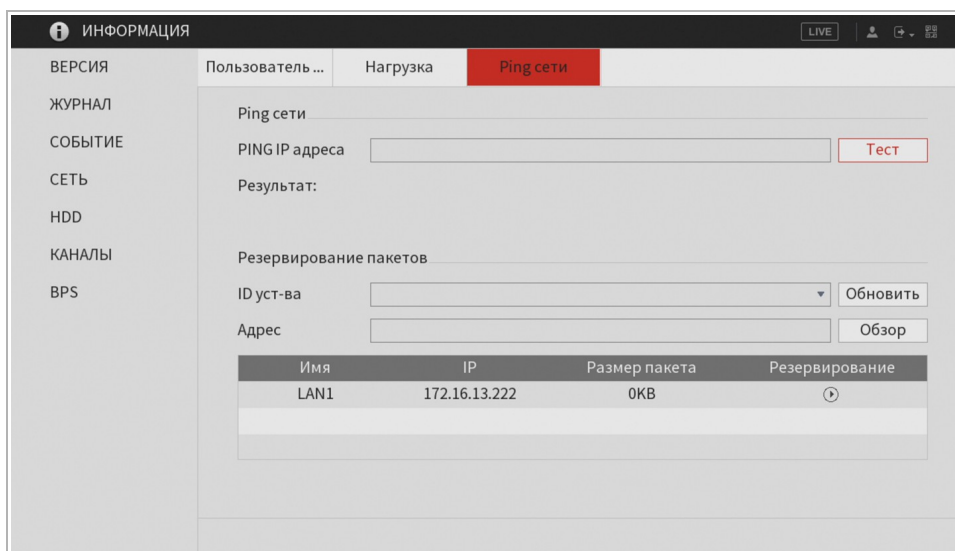 ИНФОРМАЦИЯ LIVE
ВЕРСИЯ
ЖУРНАЛ
СОБЫТИЕ
СЕТЬ
HDD
КАНАЛЫ
BPS
Пользователь ... Нагрузка Ping сети
Ping сети
PING IP адреса Тест
Результат:
Резервирование пакетов
ID уст-ва Обновить
Адрес Обзор
Имя IP Размер пакета Резервирование
LAN1 172.16.13.222 0KB